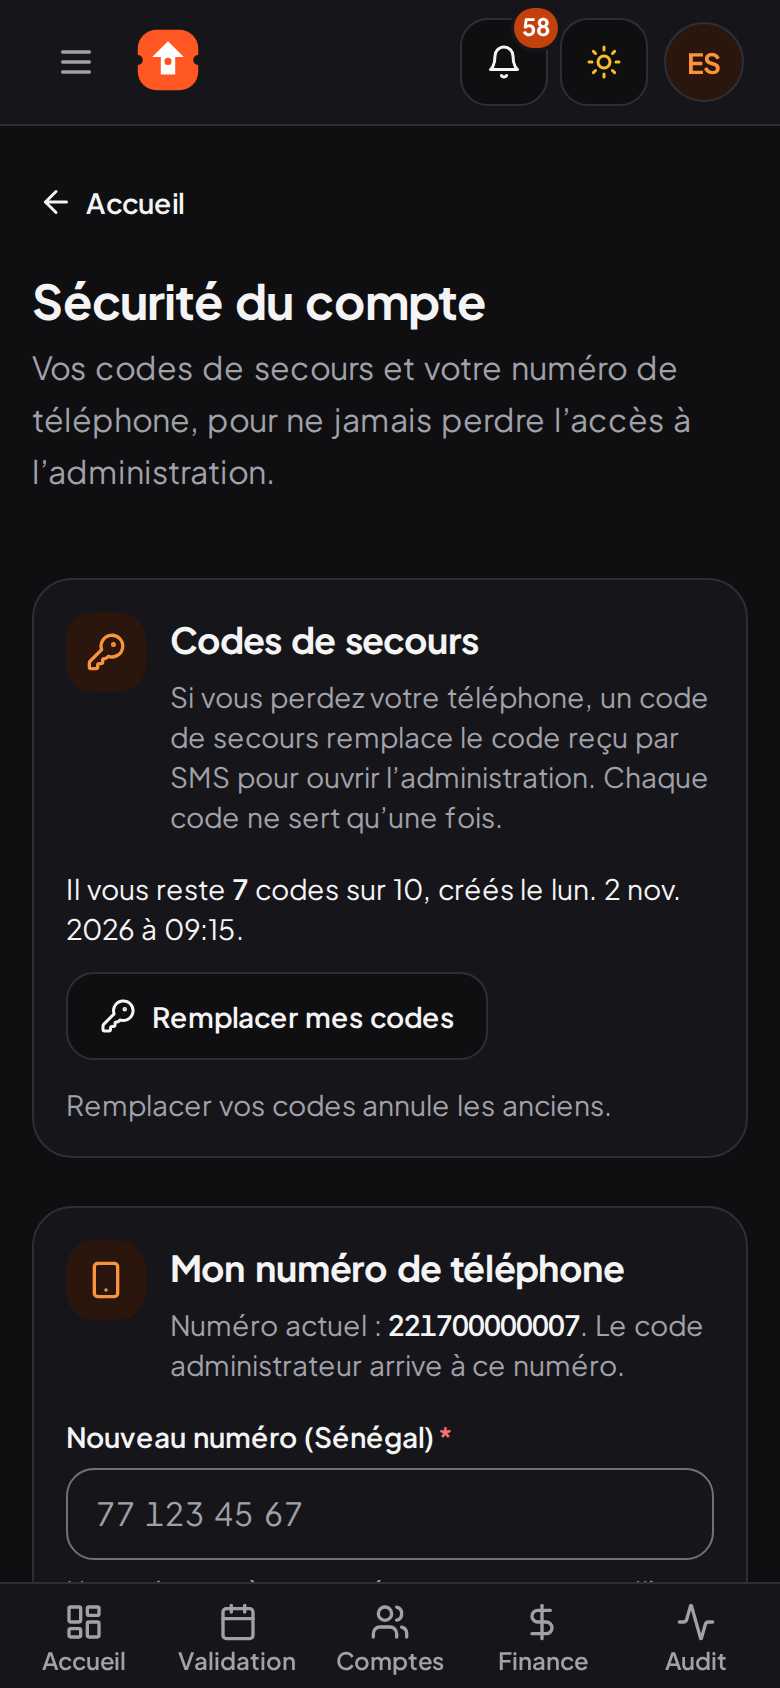 58
ES
Accueil
Sécurité du compte
Vos codes de secours et votre numéro de
téléphone, pour ne jamais perdre l’accès à
l’administration.
Codes de secours
Si vous perdez votre téléphone, un code
de secours remplace le code reçu par
SMS pour ouvrir l’administration. Chaque
code ne sert qu’une fois.
Il vous reste 7 codes sur 10, créés le lun. 2 nov.
2026 à 09:15.
Remplacer mes codes
Remplacer vos codes annule les anciens.
Mon numéro de téléphone
Numéro actuel : 221700000007. Le code
administrateur arrive à ce numéro.
Nouveau numéro (Sénégal) *
77 123 45 67
Accueil
Validation
Comptes
Finance
Audit